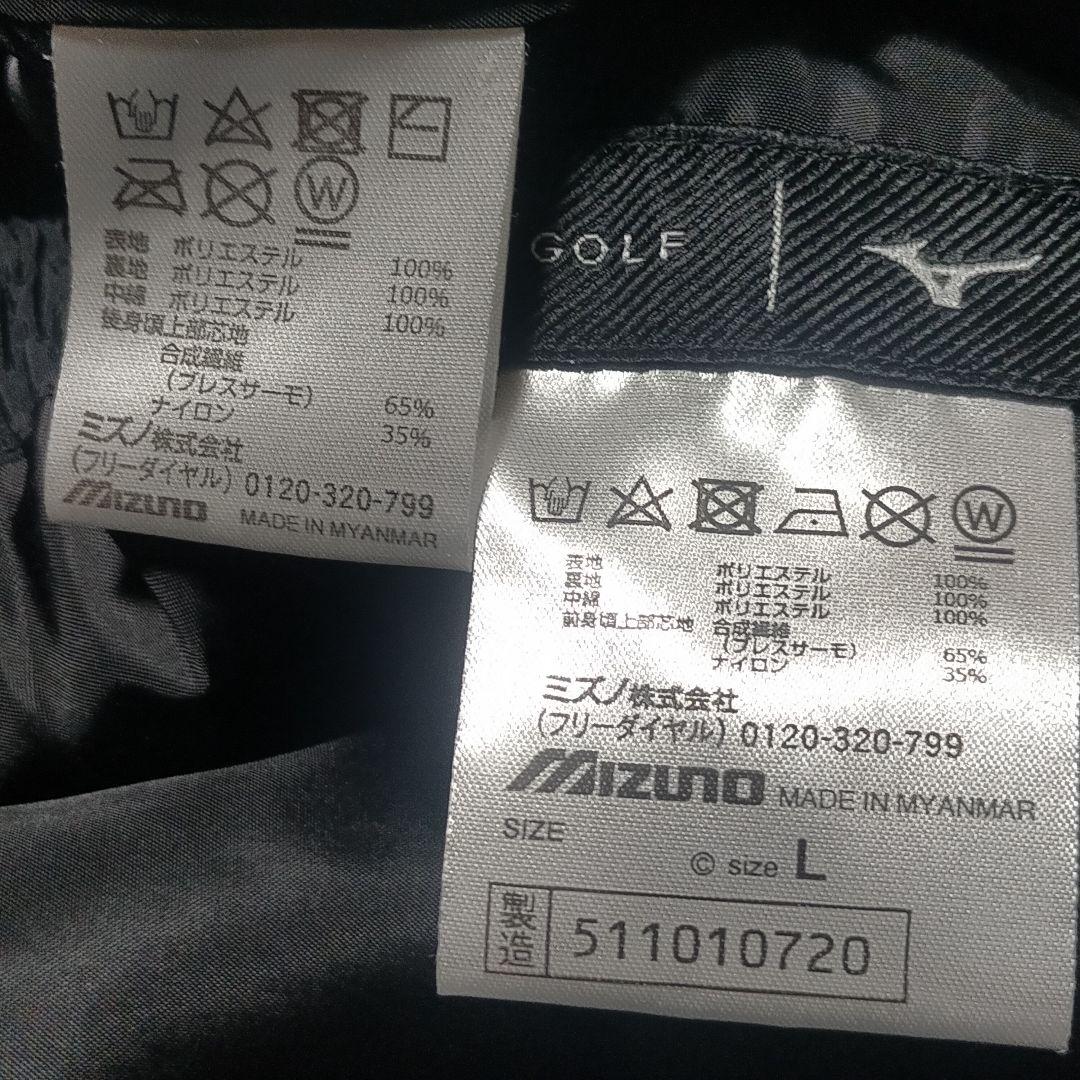 W
表地 ポリエステル 100%
裏地 ポリエステル 100%
中綿 ポリエステル 100%
後身頃上部芯地
合成繊維
(ブレスサーモ) 65%
ナイロン 35%
ミズノ株式会社
(フリーダイヤル) 0120-320-799
MIZUNO MADE IN MYANMAR
GOLF
W
表地 ポリエステル 100%
裏地 ポリエステル 100%
中綿 ポリエステル 100%
前身頃上部芯地 合成繊維
(ブレスサーモ) 65%
ナイロン 35%
ミズノ株式会社
(フリーダイヤル) 0120-320-799
MIZUNO MADE IN MYANMAR
SIZE
© size L
製造 511010720